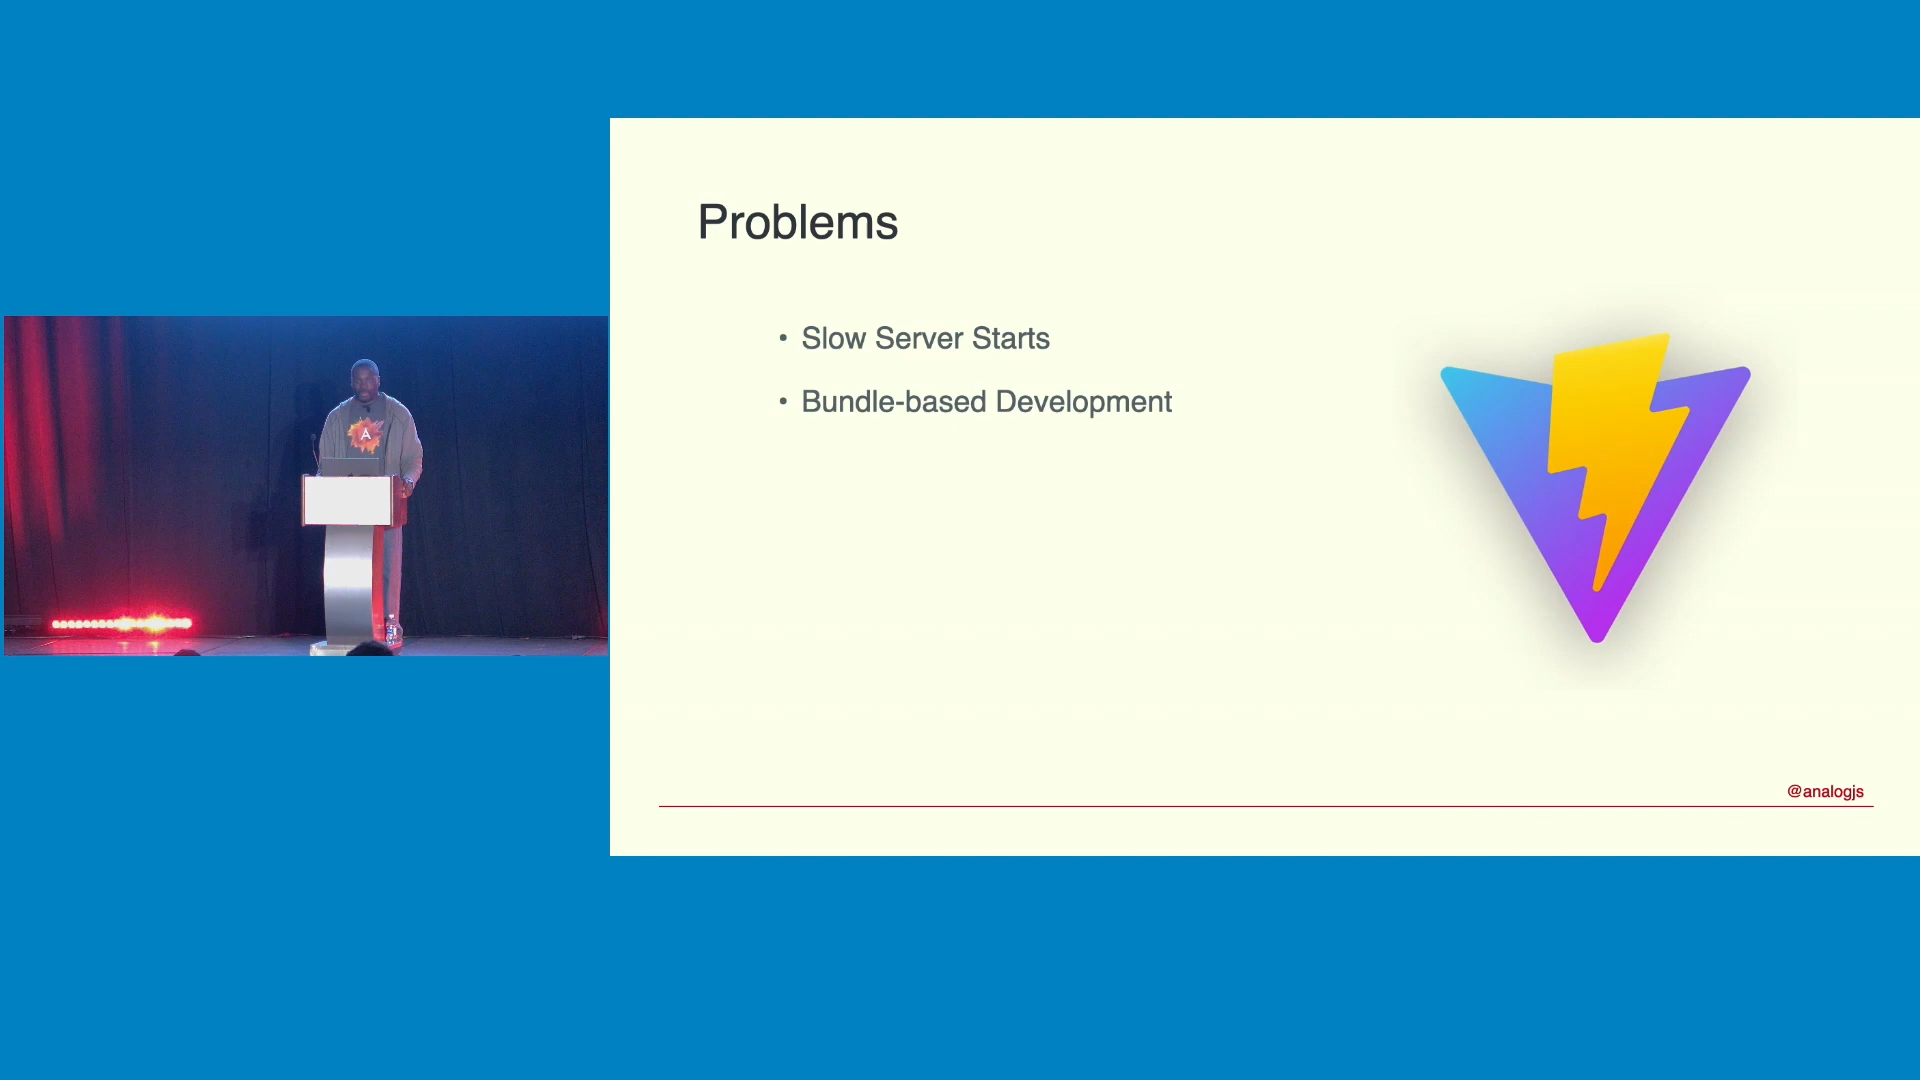 Problems
• Slow Server Starts
• Bundle-based Development
@analogjs
A